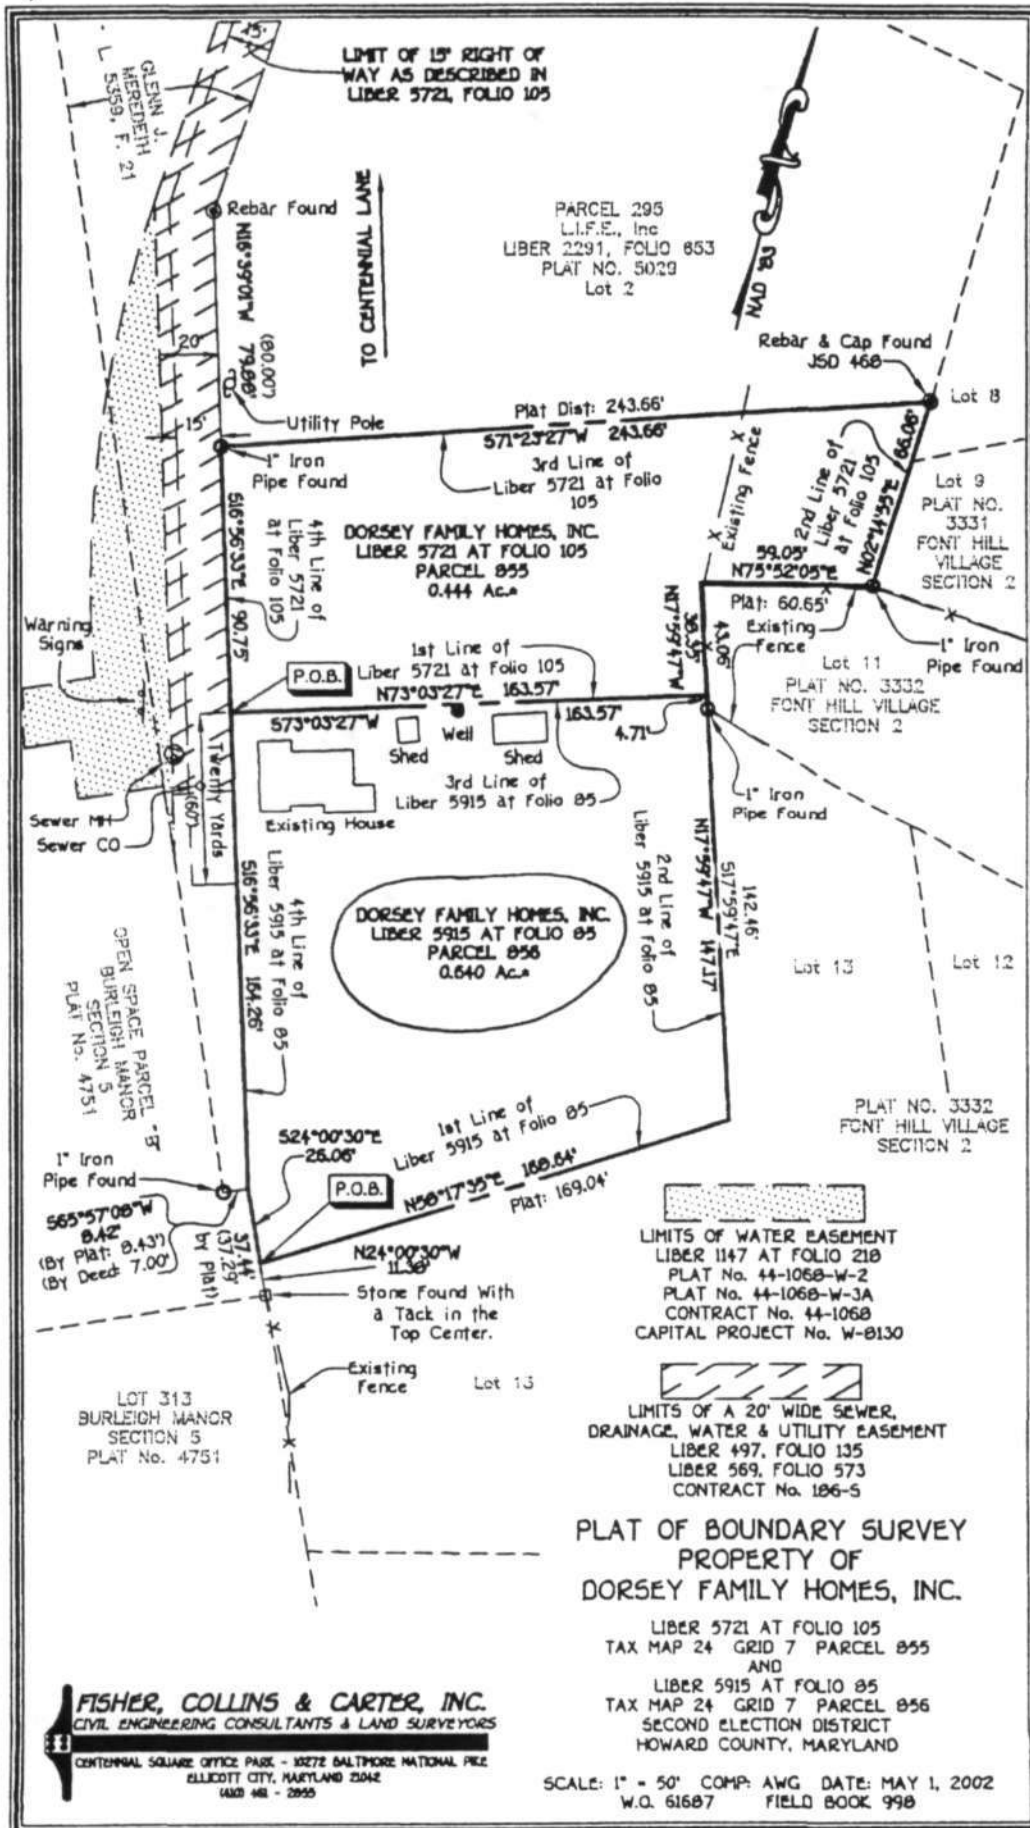 15'
LIMIT OF 15' RIGHT OF
WAY AS DESCRIBED IN
LIBER 5721, FOLIO 105
GLENN J.
MEREDETH
L. 5359, F. 21
Rebar Found
N16°39'01"W 79.88'
(80.00')
TO CENTENNIAL LANE
PARCEL 295
L.I.F.E., Inc
LIBER 2291, FOLIO 653
PLAT NO. 5029
Lot 2
NAD 83.
Rebar & Cap Found
JSD 468
Lot 8
20'
15'
Utility Pole
1" Iron
Pipe Found
Plat Dist: 243.66'
S71°23'27"W 243.66'
3rd Line of
Liber 5721 at Folio
105
Existing Fence
2nd Line of
Liber 5721
at Folio 105
N02°14'55"E 66.06'
Lot 9
PLAT NO.
3331
FONT HILL
VILLAGE
SECTION 2
DORSEY FAMILY HOMES, INC.
LIBER 5721 AT FOLIO 105
PARCEL 855
0.444 Ac.±
S16°56'33"E 90.75'
4th Line of
Liber 5721
at Folio 105
59.05'
N75°52'05"E
Plat: 60.65'
Existing
Fence
1" Iron
Pipe Found
N17°59'47"W
38.35'
43.06'
Lot 11
PLAT NO. 3332
FONT HILL VILLAGE
SECTION 2
Warning
Signs
P.O.B.
1st Line of
Liber 5721 at Folio 105
N73°03'27"E 163.57'
S73°03'27"W
163.57'
4.71'
Shed
Well
Shed
3rd Line of
Liber 5915 at Folio 85
1" Iron
Pipe Found
Sewer MH
Sewer CO
Twenty Yards
(60')
Existing House
S16°56'33"E 164.26'
4th Line of
Liber 5915 at Folio 85
DORSEY FAMILY HOMES, INC.
LIBER 5915 AT FOLIO 85
PARCEL 856
0.640 Ac.±
2nd Line of
Liber 5915 at Folio 85
N17°59'47"W 147.17'
S17°59'47"E
142.46'
Lot 13
Lot 12
OPEN SPACE PARCEL "B"
BURLEIGH MANOR
SECTION 5
PLAT No. 4751
PLAT NO. 3332
FONT HILL VILLAGE
SECTION 2
1" Iron
Pipe Found
S65°57'08"W
8.42'
(By Plat: 8.43')
(By Deed: 7.00')
S24°00'30"E
26.06'
P.O.B.
1st Line of
Liber 5915 at Folio 85
N58°17'35"E 168.64'
Plat: 169.04'
37.44'
(37.29'
by Plat)
N24°00'30"W
11.38'
Stone Found With
a Tack in the
Top Center.
Existing
Fence
Lot 13
LOT 313
BURLEIGH MANOR
SECTION 5
PLAT No. 4751
LIMITS OF WATER EASEMENT
LIBER 1147 AT FOLIO 218
PLAT No. 44-1068-W-2
PLAT No. 44-1068-W-3A
CONTRACT No. 44-1068
CAPITAL PROJECT No. W-8130
LIMITS OF A 20' WIDE SEWER,
DRAINAGE, WATER & UTILITY EASEMENT
LIBER 497, FOLIO 135
LIBER 569, FOLIO 573
CONTRACT No. 186-S
PLAT OF BOUNDARY SURVEY
PROPERTY OF
DORSEY FAMILY HOMES, INC.
LIBER 5721 AT FOLIO 105
TAX MAP 24 GRID 7 PARCEL 855
AND
LIBER 5915 AT FOLIO 85
TAX MAP 24 GRID 7 PARCEL 856
SECOND ELECTION DISTRICT
HOWARD COUNTY, MARYLAND
SCALE: 1" = 50' COMP: AWG DATE: MAY 1, 2002
W.O. 61687 FIELD BOOK 998
FISHER, COLLINS & CARTER, INC.
CIVIL ENGINEERING CONSULTANTS & LAND SURVEYORS
CENTENNIAL SQUARE OFFICE PARK - 10272 BALTIMORE NATIONAL PIKE
ELLICOTT CITY, MARYLAND 21042
(410) 461 - 2855